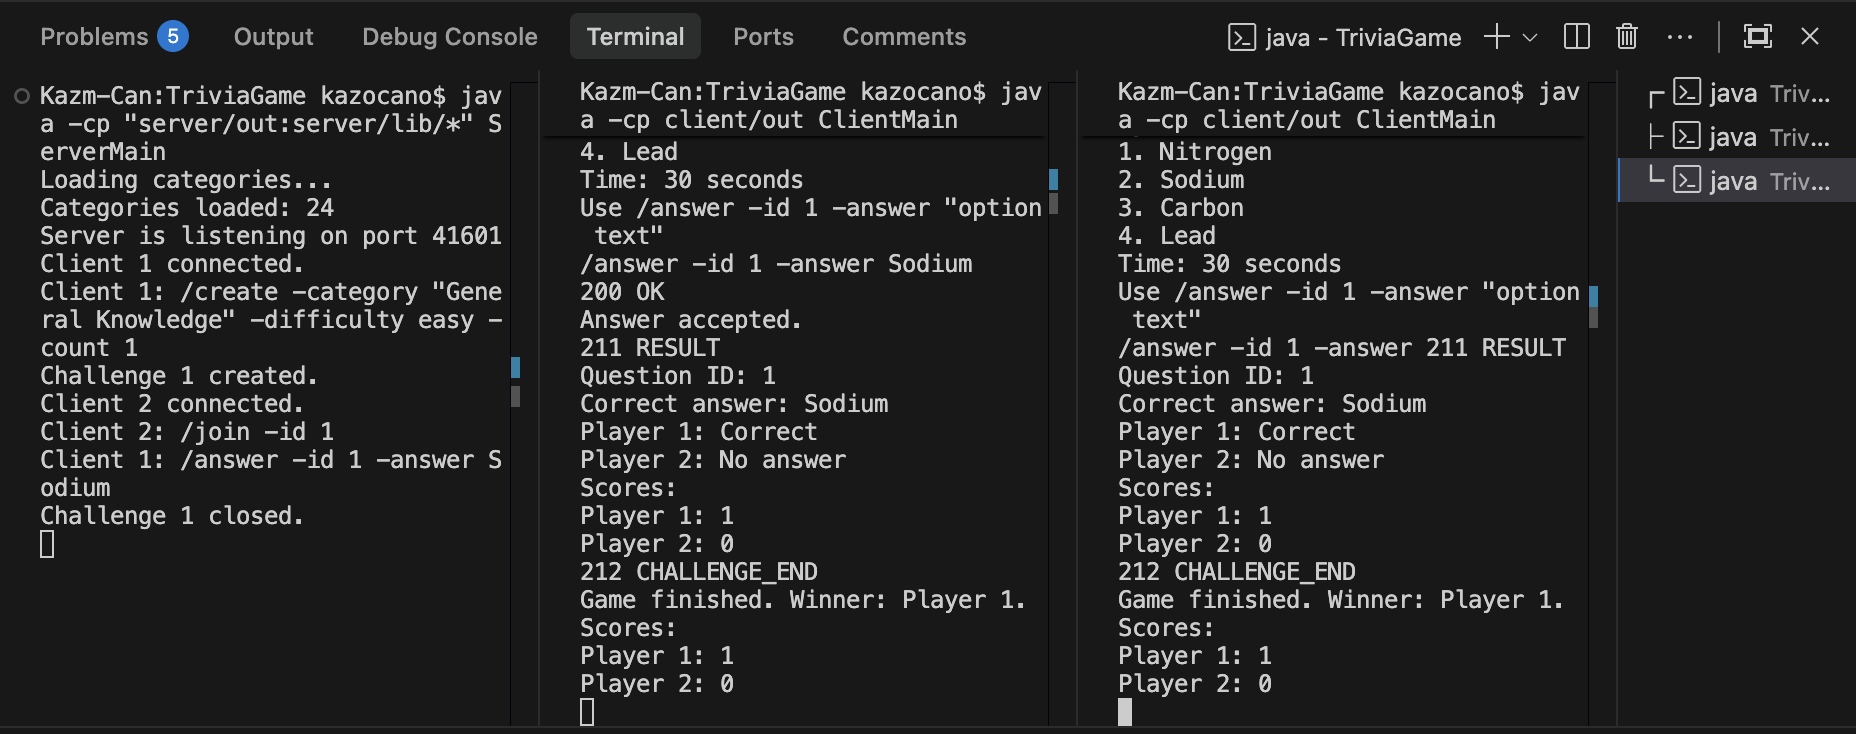 Problems 5 Output Debug Console Terminal Ports Comments java - TriviaGame
Kazm-Can:TriviaGame kazocano$ jav
a -cp "server/out:server/lib/*" S
erverMain
Loading categories...
Categories loaded: 24
Server is listening on port 41601
Client 1 connected.
Client 1: /create -category "Gene
ral Knowledge" -difficulty easy -
count 1
Challenge 1 created.
Client 2 connected.
Client 2: /join -id 1
Client 1: /answer -id 1 -answer S
odium
Challenge 1 closed.
Kazm-Can:TriviaGame kazocano$ jav
a -cp client/out ClientMain
4. Lead
Time: 30 seconds
Use /answer -id 1 -answer "option
 text"
/answer -id 1 -answer Sodium
200 OK
Answer accepted.
211 RESULT
Question ID: 1
Correct answer: Sodium
Player 1: Correct
Player 2: No answer
Scores:
Player 1: 1
Player 2: 0
212 CHALLENGE_END
Game finished. Winner: Player 1.
Scores:
Player 1: 1
Player 2: 0
Kazm-Can:TriviaGame kazocano$ jav
a -cp client/out ClientMain
1. Nitrogen
2. Sodium
3. Carbon
4. Lead
Time: 30 seconds
Use /answer -id 1 -answer "option
 text"
/answer -id 1 -answer 211 RESULT
Question ID: 1
Correct answer: Sodium
Player 1: Correct
Player 2: No answer
Scores:
Player 1: 1
Player 2: 0
212 CHALLENGE_END
Game finished. Winner: Player 1.
Scores:
Player 1: 1
Player 2: 0
java Triv...
java Triv...
java Triv...